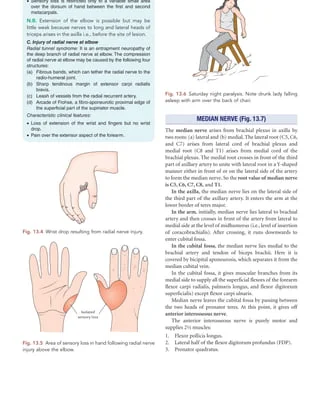 • Sensory loss is restricted only to a variable small area
over the dorsum of hand between the first and second
metacarpals.
N.B. Extension of the elbow is possible but may be
little weak because nerves to long and lateral heads of
triceps arises in the axilla i.e., before the site of lesion.
C. Injury of radial nerve at elbow
Radial tunnel syndrome: It is an entrapment neuropathy of
the deep branch of radial nerve at elbow. The compression
of radial nerve at elbow may be caused by the following four
structures:
(a) Fibrous bands, which can tether the radial nerve to the
radio-humeral joint.
(b) Sharp tendinous margin of extensor carpi radialis
brevis.
(c) Leash of vessels from the radial recurrent artery.
(d) Arcade of Frohse, a fibro-aponeurotic proximal edge of
the superficial part of the supinator muscle.
Characteristic clinical features:
• Loss of extension of the wrist and fingers but no wrist
drop.
• Pain over the extensor aspect of the forearm.
Fig. 13.4 Wrist drop resulting from radial nerve injury.
Isolated
sensory loss
Fig. 13.5 Area of sensory loss in hand following radial nerve
injury above the elbow.
Fig. 13.6 Saturday night paralysis. Note drunk lady falling
asleep with arm over the back of chair.
MEDIAN NERVE (Fig. 13.7)
The median nerve arises from brachial plexus in axilla by
two roots: (a) lateral and (b) medial. The lateral root (C5, C6,
and C7) arises from lateral cord of brachial plexus and
medial root (C8 and T1) arises from medial cord of the
brachial plexus. The medial root crosses in front of the third
part of axillary artery to unite with lateral root in a Y-shaped
manner either in front of or on the lateral side of the artery
to form the median nerve. So the root value of median nerve
is C5, C6, C7, C8, and T1.
In the axilla, the median nerve lies on the lateral side of
the third part of the axillary artery. It enters the arm at the
lower border of teres major.
In the arm, initially, median nerve lies lateral to brachial
artery and then crosses in front of the artery from lateral to
medial side at the level of midhumerus (i.e., level of insertion
of coracobrachialis). After crossing, it runs downwards to
enter cubital fossa.
In the cubital fossa, the median nerve lies medial to the
brachial artery and tendon of biceps brachii. Here it is
covered by bicipital aponeurosis, which separates it from the
median cubital vein.
In the cubital fossa, it gives muscular branches from its
medial side to supply all the superficial flexors of the forearm
flexor carpi radialis, palmaris longus, and flexor digitorum
superficialis) except flexor carpi ulnaris.
Median nerve leaves the cubital fossa by passing between
the two heads of pronator teres. At this point, it gives off
anterior interosseous nerve.
The anterior interosseous nerve is purely motor and
supplies 2½ muscles:
1. Flexor pollicis longus.
2. Lateral half of the flexor digitorum profundus (FDP).
3. Pronator quadratus.